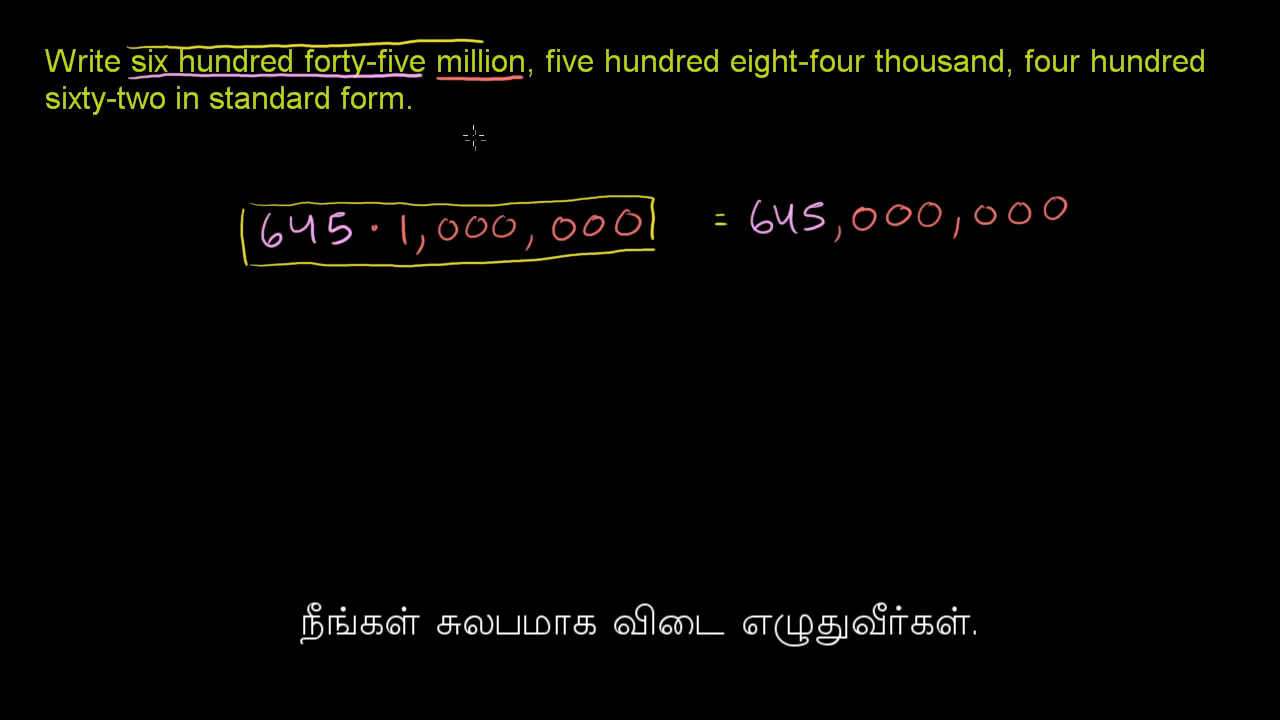 Write six hundred forty-five million, five hundred eight-four thousand, four hundred
sixty-two in standard form.
645 · 1,000,000 = 645,000,000
நீங்கள் சுலபமாக விடை எழுதுவீர்கள்.